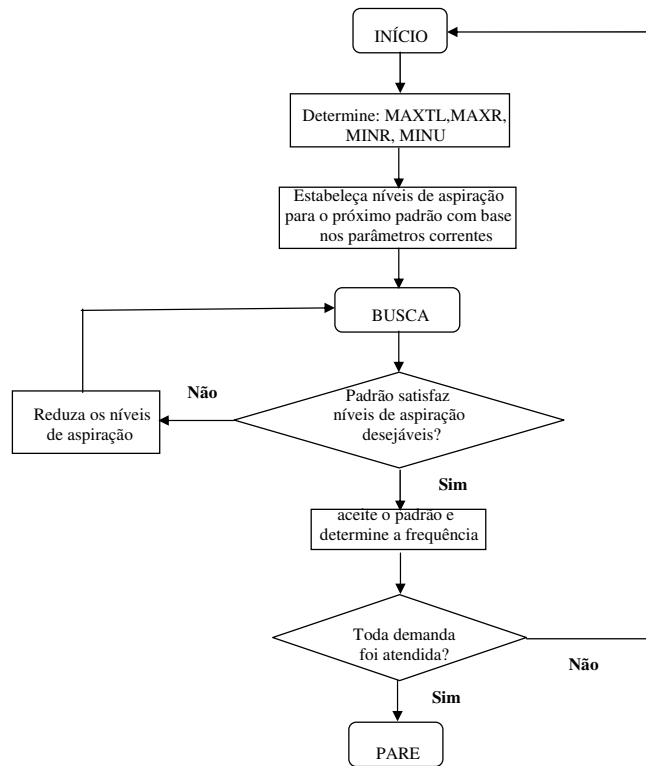 INÍCIO
Determine: MAXTL,MAXR,
MINR, MINU
Estabeleça níveis de aspiração
para o próximo padrão com base
nos parâmetros correntes
BUSCA
Não
Padrão satisfaz
níveis de aspiração
desejáveis?
Reduza os níveis
de aspiração
Sim
aceite o padrão e
determine a frequência
Toda demanda
foi atendida?
Não
Sim
PARE